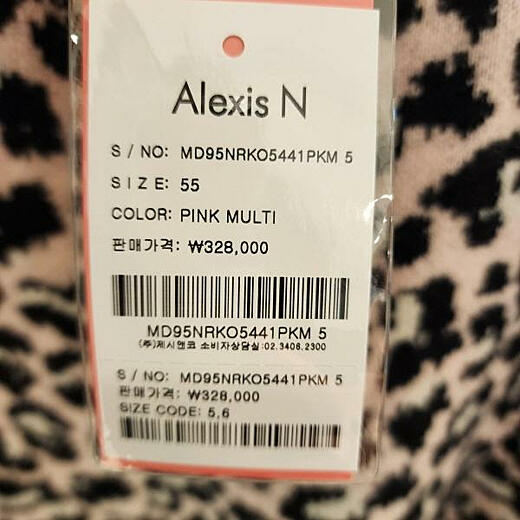 Alexis N
S / NO: MD95NRKO5441PKM 5
SIZE: 55
COLOR: PINK MULTI
판매가격: ₩328,000
MD95NRKO5441PKM 5
(주)제시앤코 소비자상담실:02.3406.2300
S / NO: MD95NRKO5441PKM 5
판매가격: ₩328,000
SIZE CODE: 5,6